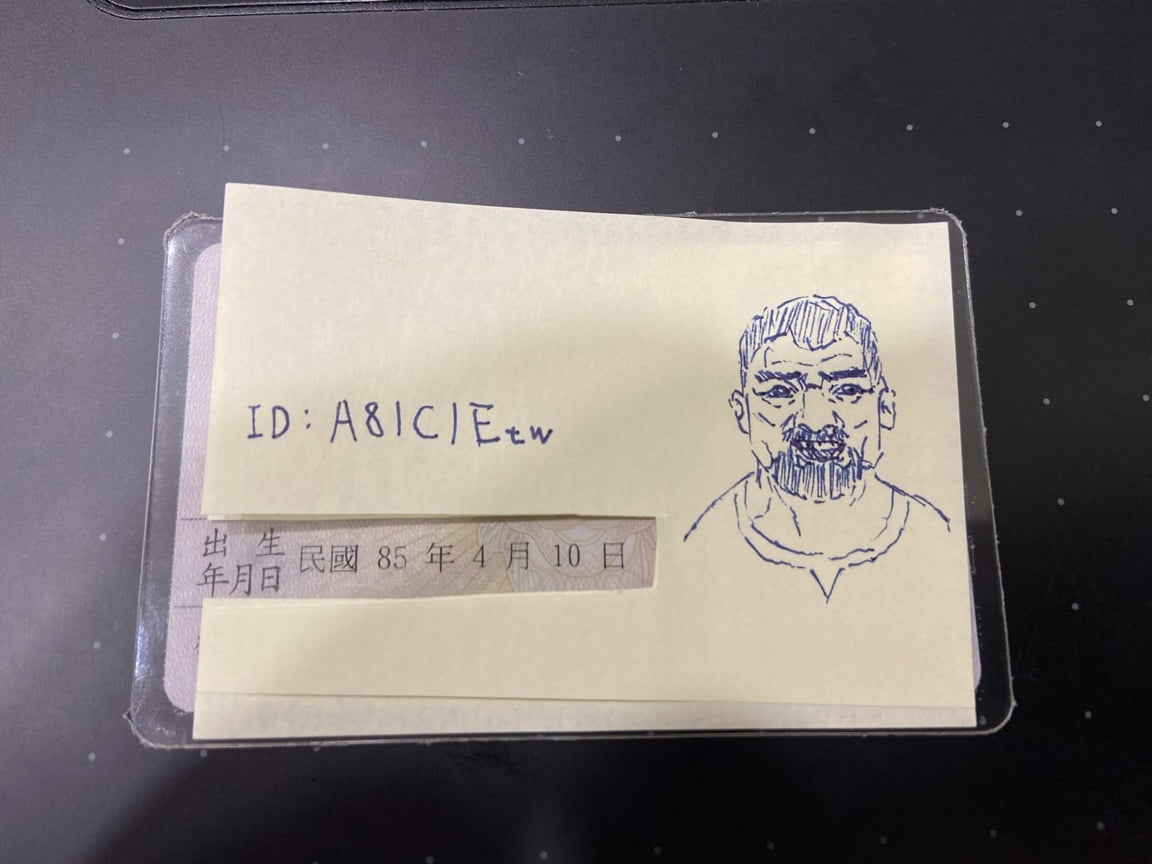 ID: A81C1Etw
出生
年月日 民國 85 年 4 月 10 日